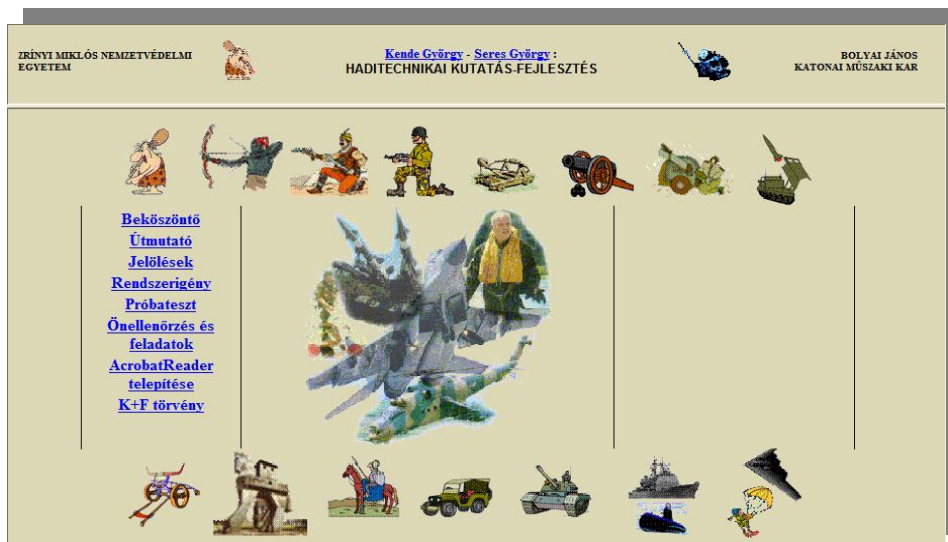 ZRÍNYI MIKLÓS NEMZETVÉDELMI
EGYETEM
Kende György - Seres György :
HADITECHNIKAI KUTATÁS-FEJLESZTÉS
BOLYAI JÁNOS
KATONAI MŰSZAKI KAR
Beköszöntő
Útmutató
Jelölések
Rendszerigény
Próbateszt
Önellenőrzés és
feladatok
AcrobatReader
telepítése
K+F törvény